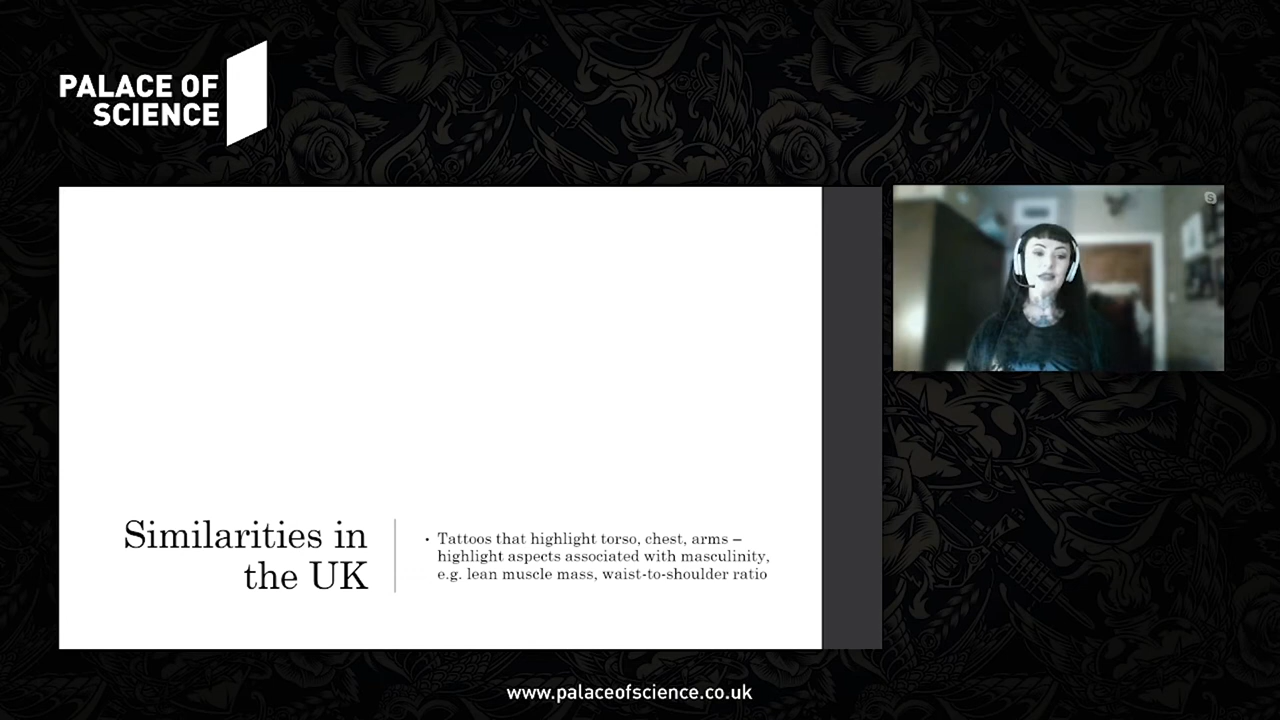 PALACE OF
SCIENCE
Similarities in
the UK
• Tattoos that highlight torso, chest, arms –
highlight aspects associated with masculinity,
e.g. lean muscle mass, waist-to-shoulder ratio
www.palaceofscience.co.uk